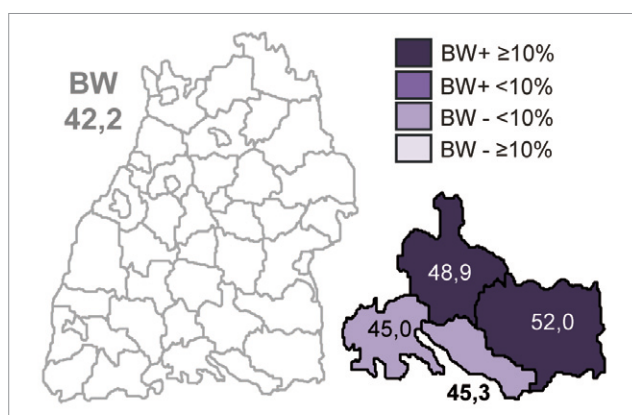 BW
42,2
BW+ ≥10%
BW+ <10%
BW - <10%
BW - ≥10%
48,9
45,0
52,0
45,3